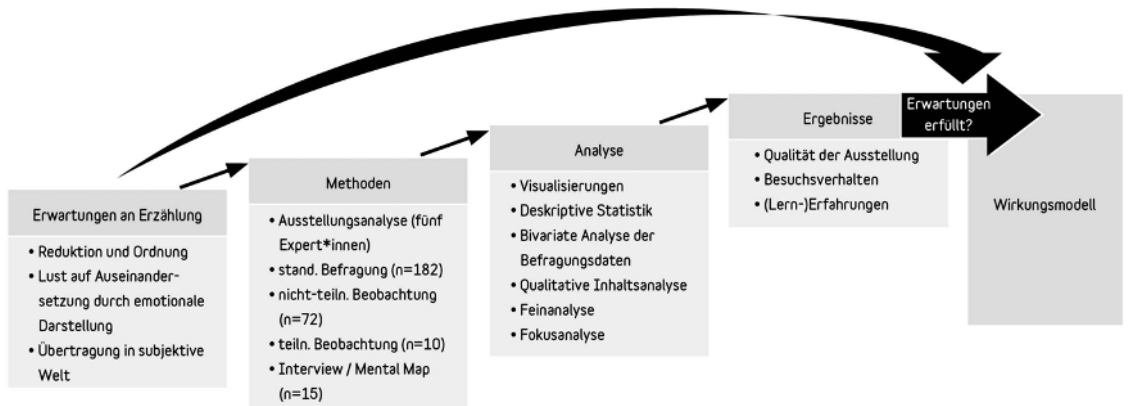 Erwartungen an Erzählung
• Reduktion und Ordnung
• Lust auf Auseinander-
setzung durch emotionale
Darstellung
• Übertragung in subjektive
Welt
Methoden
• Ausstellungsanalyse (fünf
Expert*innen)
• stand. Befragung (n=182)
• nicht-teiln. Beobachtung
(n=72)
• teiln. Beobachtung (n=10)
• Interview / Mental Map
(n=15)
Analyse
• Visualisierungen
• Deskriptive Statistik
• Bivariate Analyse der
Befragungsdaten
• Qualitative Inhaltsanalyse
• Feinanalyse
• Fokusanalyse
Ergebnisse
• Qualität der Ausstellung
• Besuchsverhalten
• (Lern-)Erfahrungen
Erwartungen
erfüllt?
Wirkungsmodell